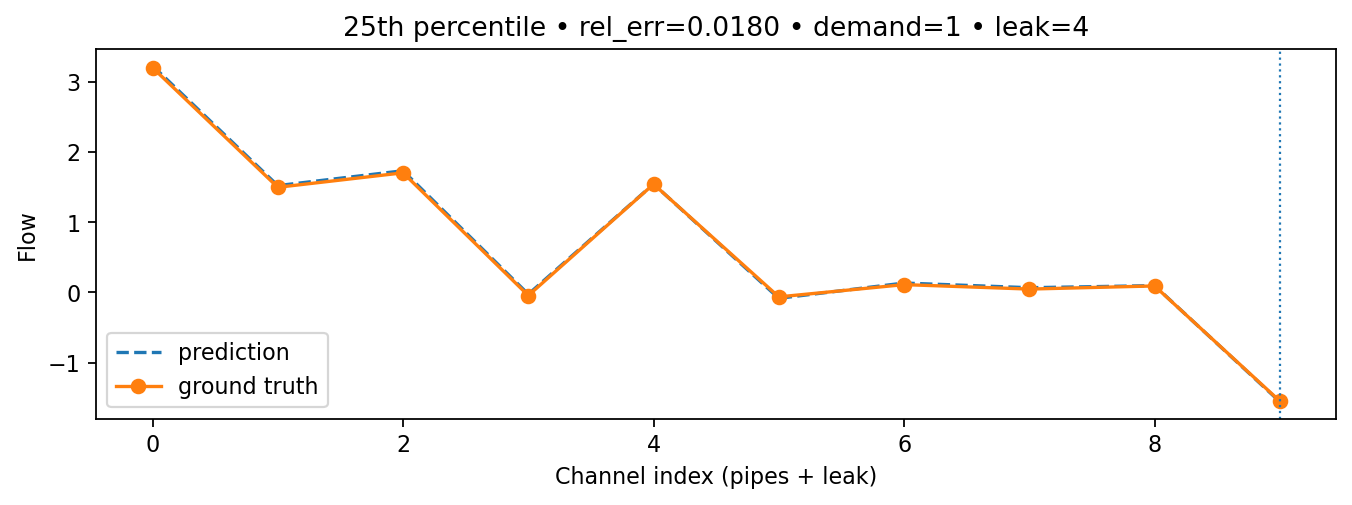 25th percentile • rel_err=0.0180 • demand=1 • leak=4
3
2
1
0
−1
Flow
prediction
ground truth
0 2 4 6 8
Channel index (pipes + leak)